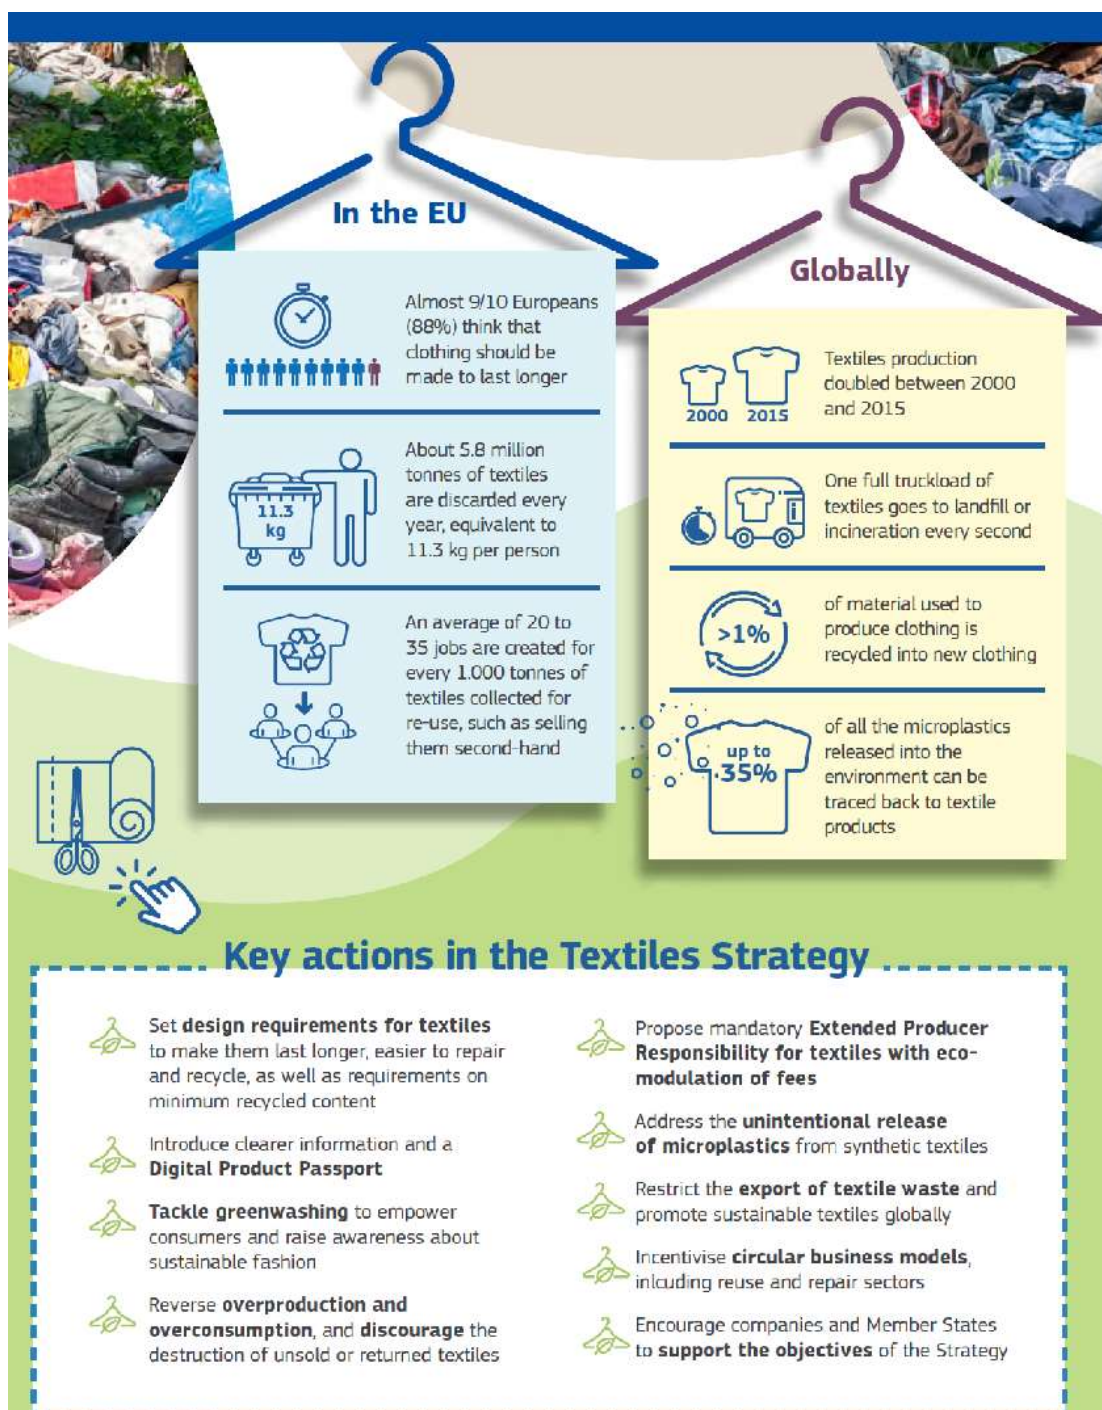 In the EU
Almost 9/10 Europeans
(88%) think that
clothing should be
made to last longer
11.3
kg
About 5.8 million
tonnes of textiles
are discarded every
year, equivalent to
11.3 kg per person
An average of 20 to
35 jobs are created for
every 1.000 tonnes of
textiles collected for
re-use, such as selling
them second-hand
Globally
2000 2015
Textiles production
doubled between 2000
and 2015
One full truckload of
textiles goes to landfill or
incineration every second
>1%
of material used to
produce clothing is
recycled into new clothing
up to
35%
of all the microplastics
released into the
environment can be
traced back to textile
products
Key actions in the Textiles Strategy
Set design requirements for textiles
to make them last longer, easier to repair
and recycle, as well as requirements on
minimum recycled content
Introduce clearer information and a
Digital Product Passport
Tackle greenwashing to empower
consumers and raise awareness about
sustainable fashion
Reverse overproduction and
overconsumption, and discourage the
destruction of unsold or returned textiles
Propose mandatory Extended Producer
Responsibility for textiles with eco-
modulation of fees
Address the unintentional release
of microplastics from synthetic textiles
Restrict the export of textile waste and
promote sustainable textiles globally
Incentivise circular business models,
inlcuding reuse and repair sectors
Encourage companies and Member States
to support the objectives of the Strategy